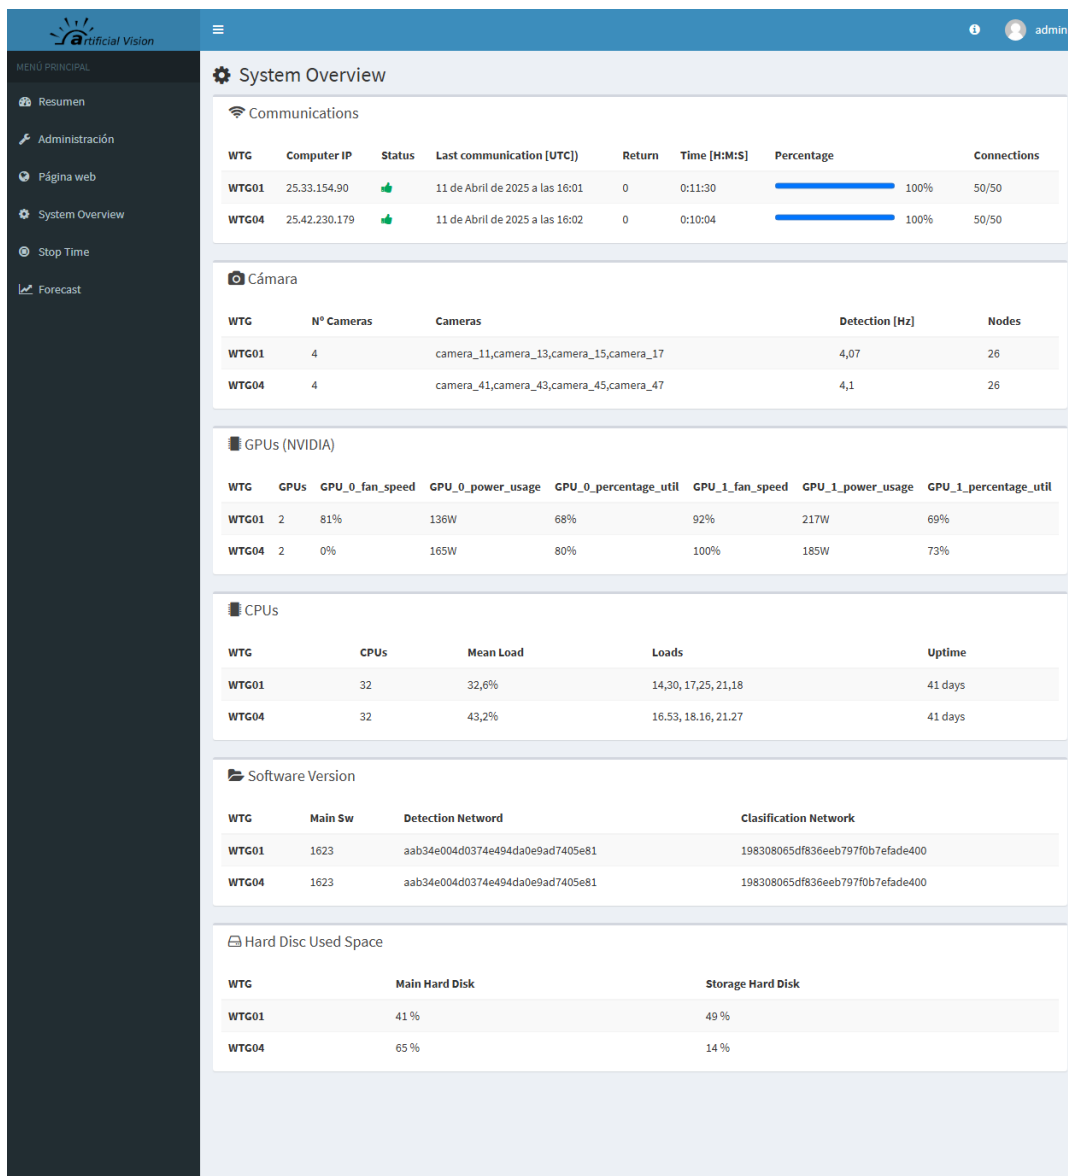 artificial Vision
admin
MENÚ PRINCIPAL
Resumen
Administración
Página web
System Overview
Stop Time
Forecast
System Overview
Communications
WTG Computer IP Status Last communication [UTC]) Return Time [H:M:S] Percentage Connections
WTG01 25.33.154.90 11 de Abril de 2025 a las 16:01 0 0:11:30 100% 50/50
WTG04 25.42.230.179 11 de Abril de 2025 a las 16:02 0 0:10:04 100% 50/50
Cámara
WTG Nº Cameras Cameras Detection [Hz] Nodes
WTG01 4 camera_11,camera_13,camera_15,camera_17 4,07 26
WTG04 4 camera_41,camera_43,camera_45,camera_47 4,1 26
GPUs (NVIDIA)
WTG GPUs GPU_0_fan_speed GPU_0_power_usage GPU_0_percentage_util GPU_1_fan_speed GPU_1_power_usage GPU_1_percentage_util
WTG01 2 81% 136W 68% 92% 217W 69%
WTG04 2 0% 165W 80% 100% 185W 73%
CPUs
WTG CPUs Mean Load Loads Uptime
WTG01 32 32,6% 14,30, 17,25, 21,18 41 days
WTG04 32 43,2% 16.53, 18.16, 21.27 41 days
Software Version
WTG Main Sw Detection Netword Clasification Network
WTG01 1623 aab34e004d0374e494da0e9ad7405e81 198308065df836eeb797f0b7efade400
WTG04 1623 aab34e004d0374e494da0e9ad7405e81 198308065df836eeb797f0b7efade400
Hard Disc Used Space
WTG Main Hard Disk Storage Hard Disk
WTG01 41 % 49 %
WTG04 65 % 14 %